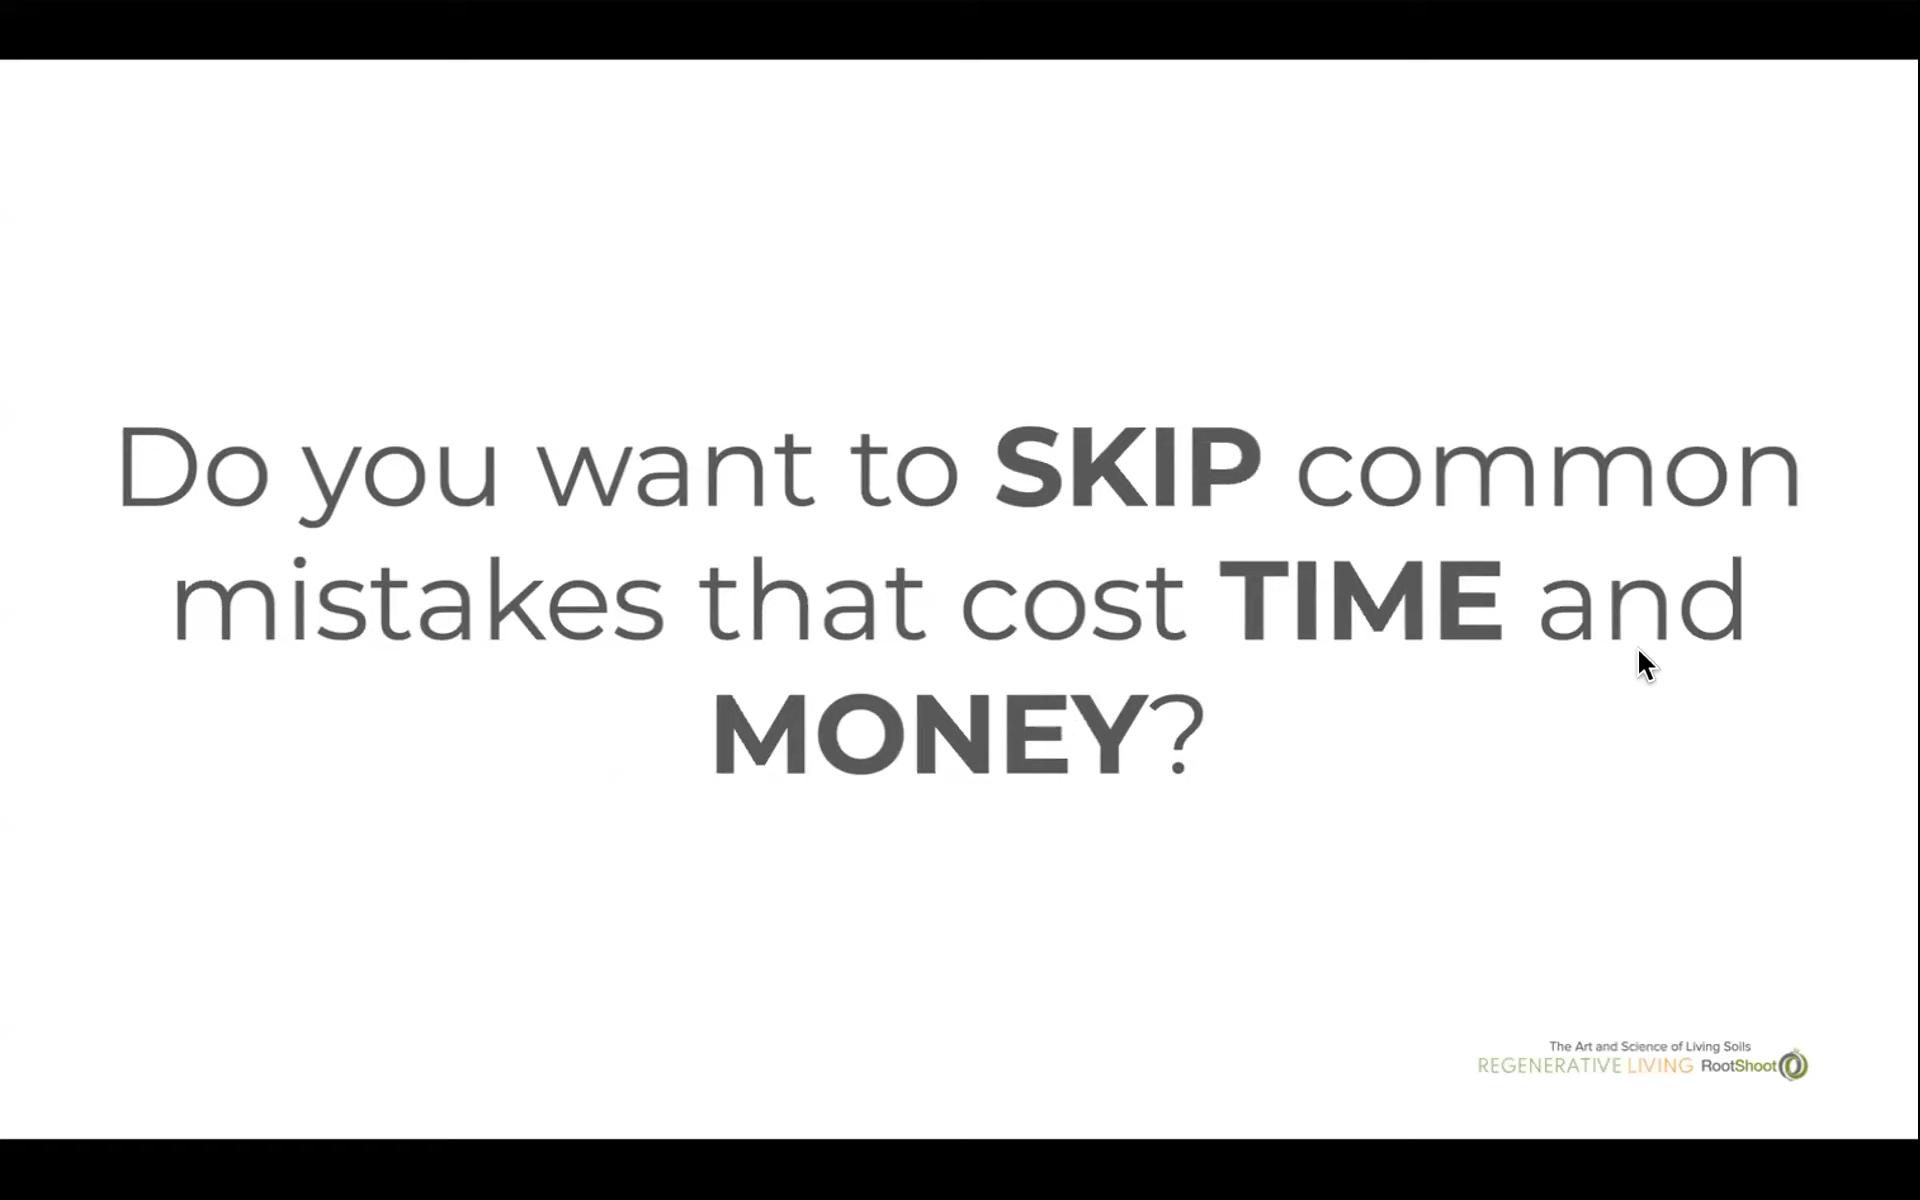 Do you want to SKIP common
mistakes that cost TIME and
MONEY?
The Art and Science of Living Soils
REGENERATIVE LIVING RootShoot